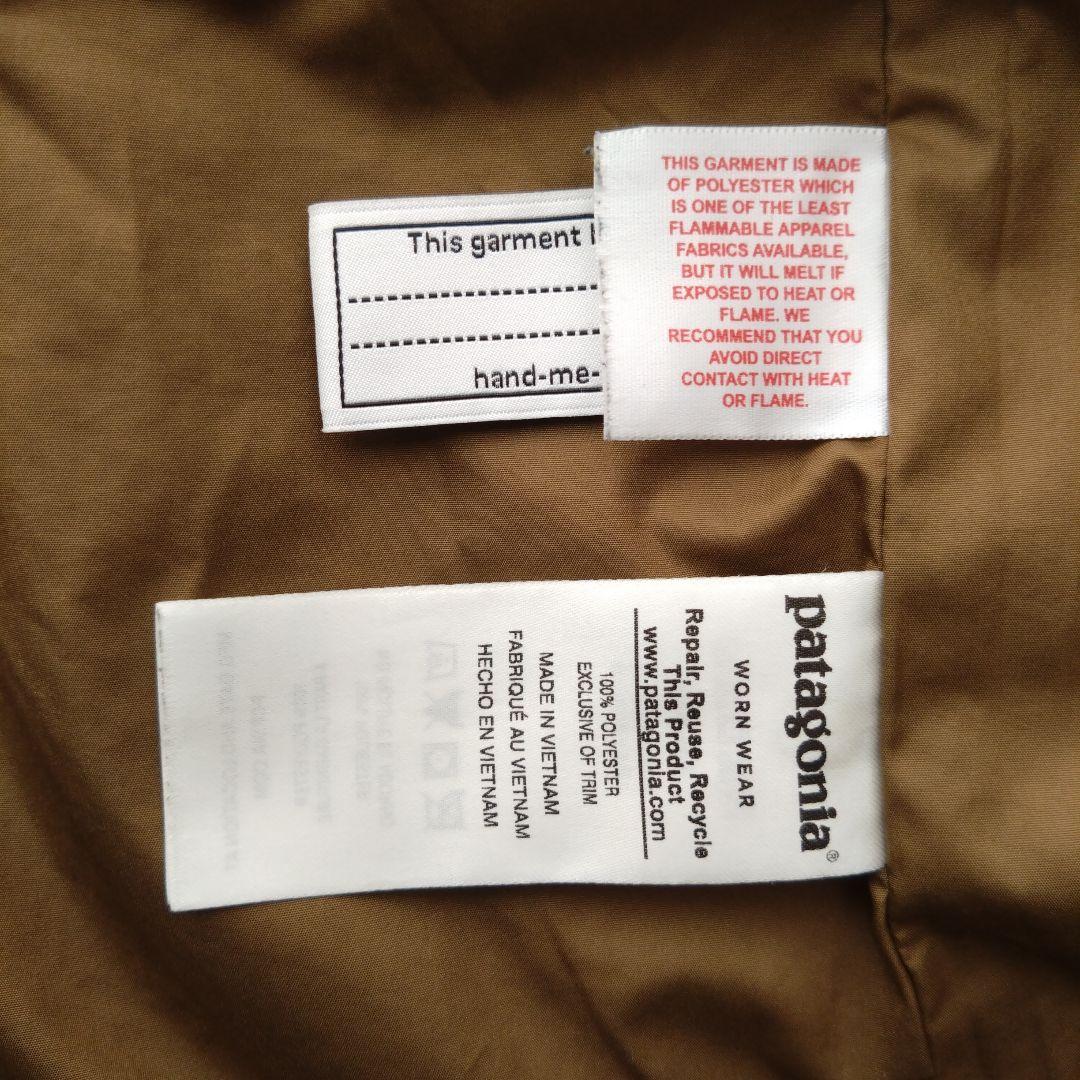 THIS GARMENT IS MADE
OF POLYESTER WHICH
IS ONE OF THE LEAST
FLAMMABLE APPAREL
FABRICS AVAILABLE,
BUT IT WILL MELT IF
EXPOSED TO HEAT OR
FLAME. WE
RECOMMEND THAT YOU
AVOID DIRECT
CONTACT WITH HEAT
OR FLAME.
This garment
hand-me-
patagonia®
WORN WEAR
Repair, Reuse, Recycle
This Product
www.patagonia.com
100% POLYESTER
EXCLUSIVE OF TRIM
MADE IN VIETNAM
FABRIQUÉ AU VIETNAM
HECHO EN VIETNAM